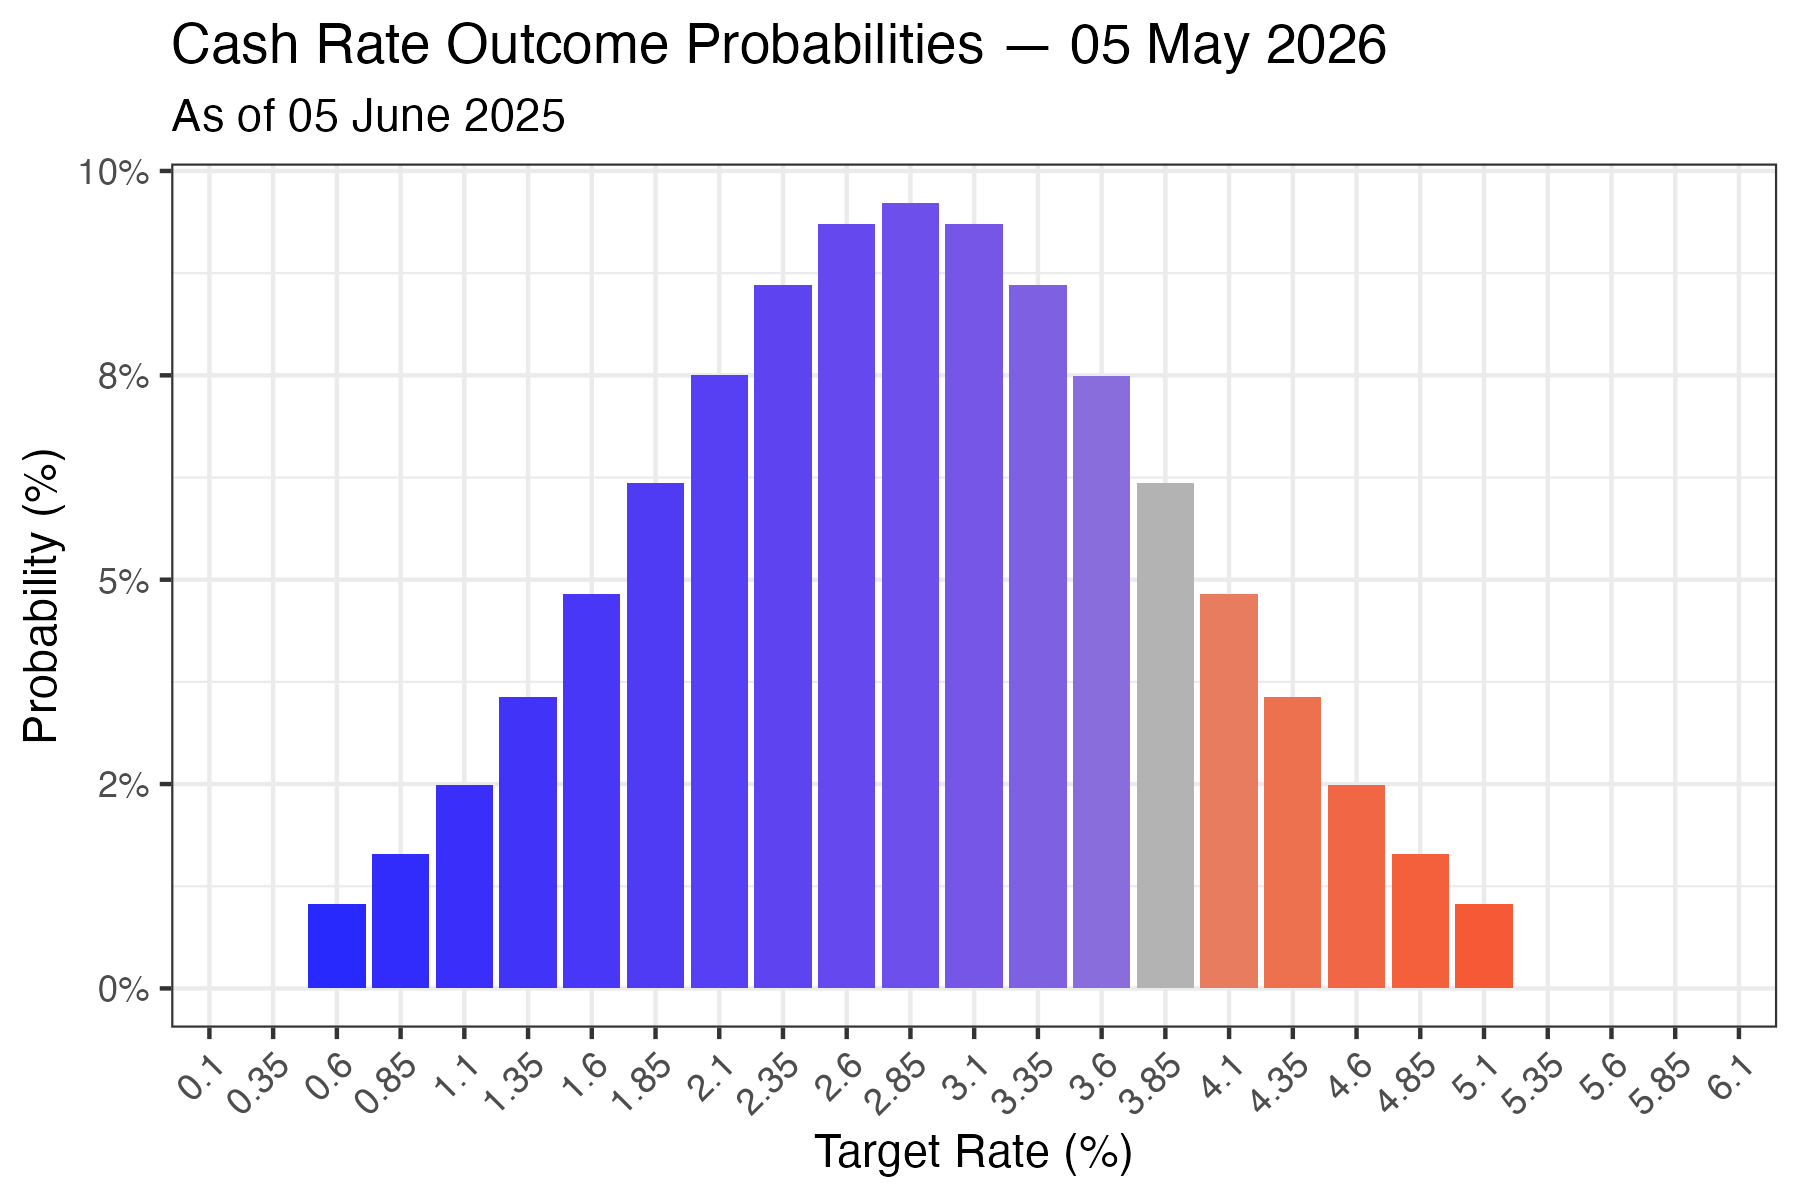 Cash Rate Outcome Probabilities — 05 May 2026
As of 05 June 2025
Probability (%)
10%
8%
5%
2%
0%
0.1 0.35 0.6 0.85 1.1 1.35 1.6 1.85 2.1 2.35 2.6 2.85 3.1 3.35 3.6 3.85 4.1 4.35 4.6 4.85 5.1 5.35 5.6 5.85 6.1
Target Rate (%)